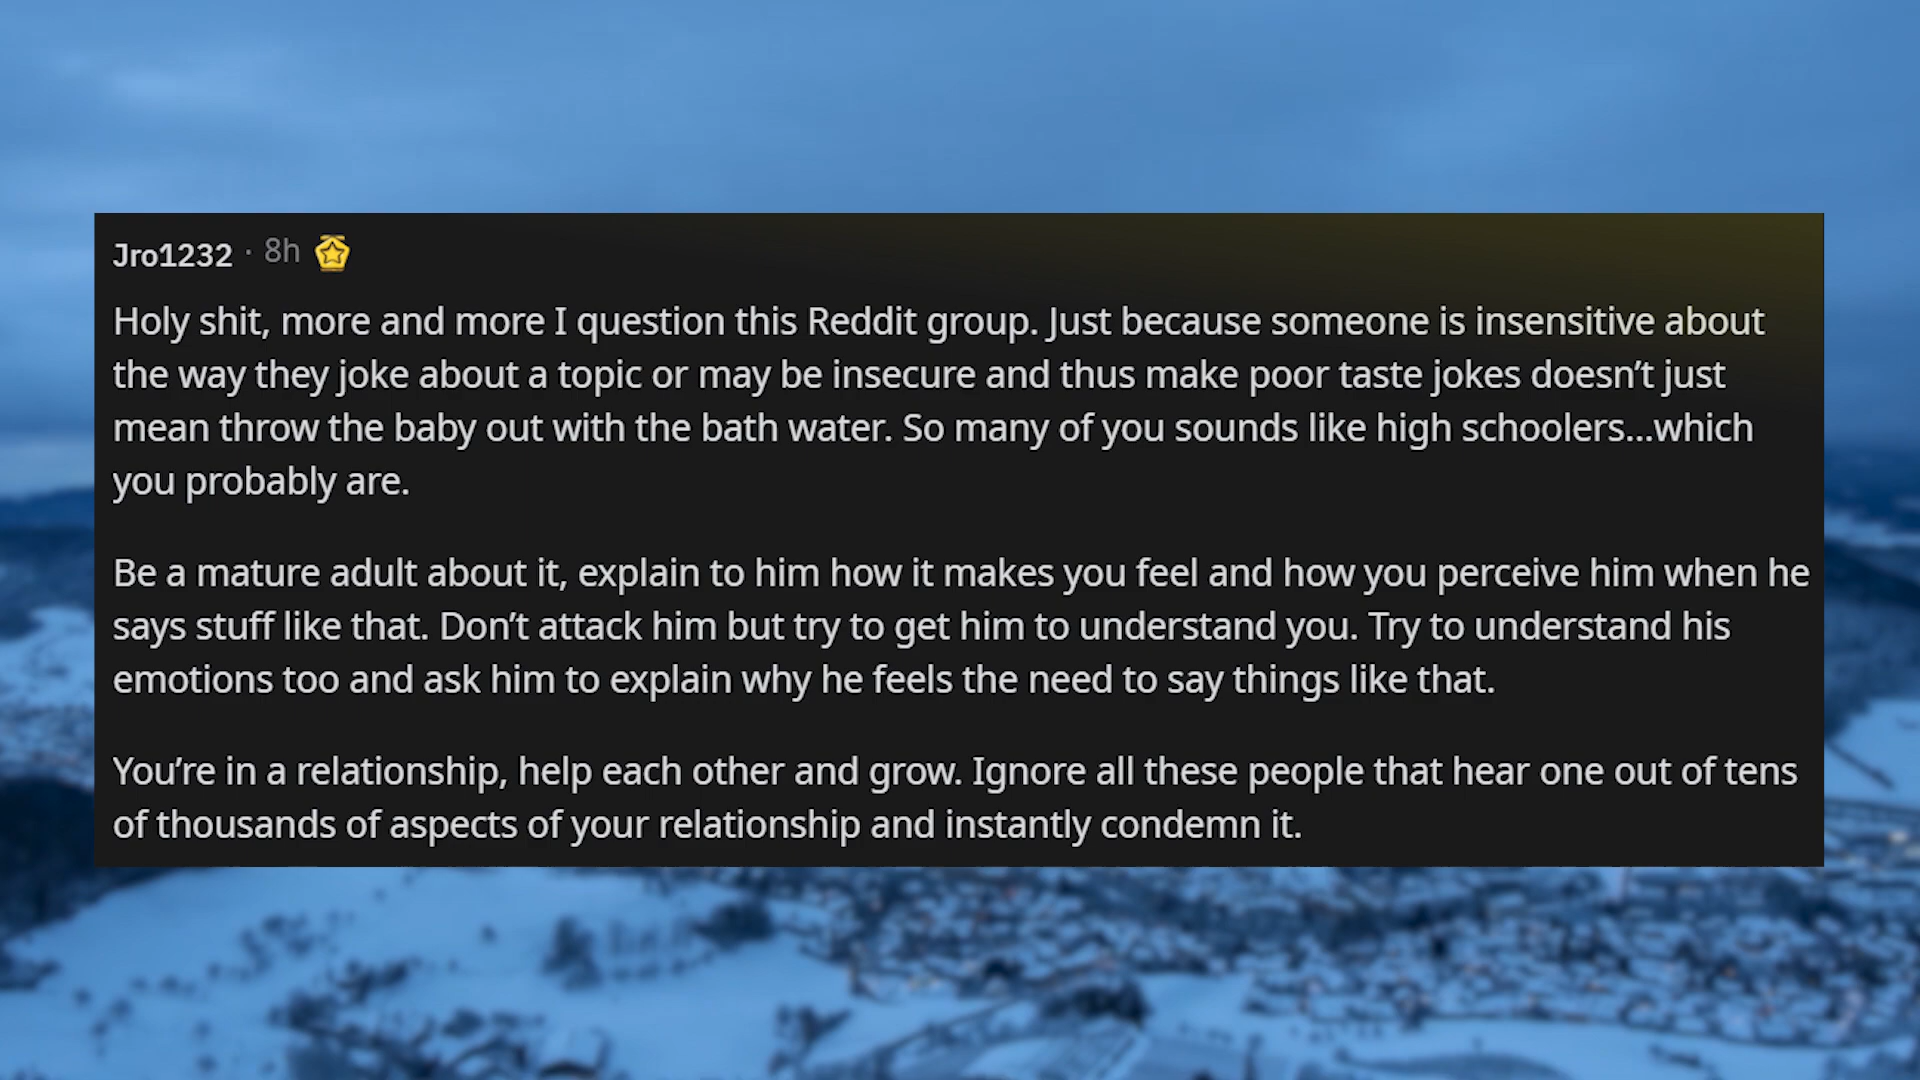 Jro1232 · 8h
Holy shit, more and more I question this Reddit group. Just because someone is insensitive about
the way they joke about a topic or may be insecure and thus make poor taste jokes doesn’t just
mean throw the baby out with the bath water. So many of you sounds like high schoolers...which
you probably are.
Be a mature adult about it, explain to him how it makes you feel and how you perceive him when he
says stuff like that. Don’t attack him but try to get him to understand you. Try to understand his
emotions too and ask him to explain why he feels the need to say things like that.
You’re in a relationship, help each other and grow. Ignore all these people that hear one out of tens
of thousands of aspects of your relationship and instantly condemn it.